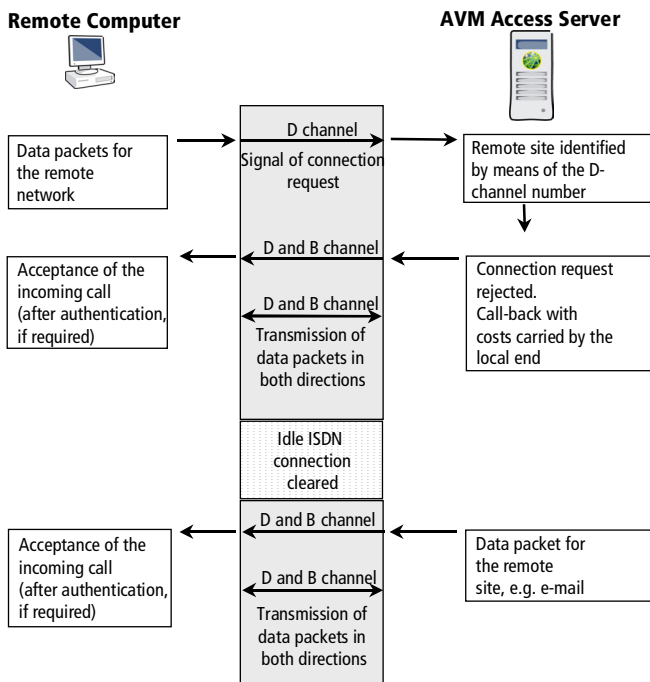 Remote Computer
AVM Access Server
D channel
Data packets for
the remote
network
Signal of connection
request
Remote site identified
by means of the D-
channel number
D and B channel
Acceptance of the
incoming call
(after authentication,
if required)
Connection request
rejected.
Call-back with
costs carried by the
local end
D and B channel
Transmission of
data packets in
both directions
Idle ISDN
connection
cleared
D and B channel
Acceptance of the
incoming call
(after authentication,
if required)
Data packet for
the remote
site, e.g. e-mail
D and B channel
Transmission of
data packets in
both directions